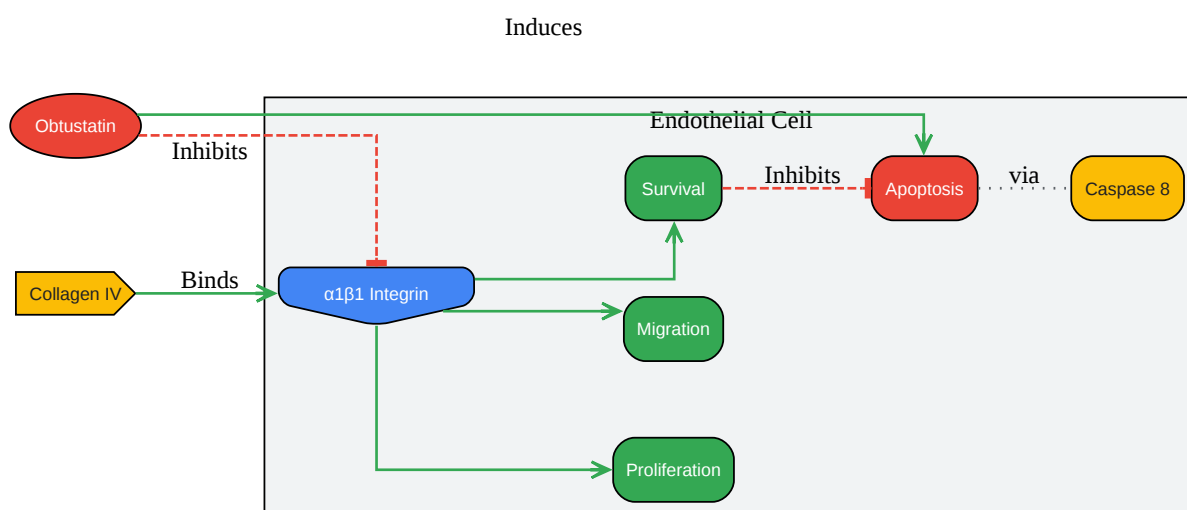 Induces
Endothelial Cell
Obtustatin
Inhibits
Survival
Inhibits
Apoptosis
via
Caspase 8
Collagen IV
Binds
α1β1 Integrin
Migration
Proliferation